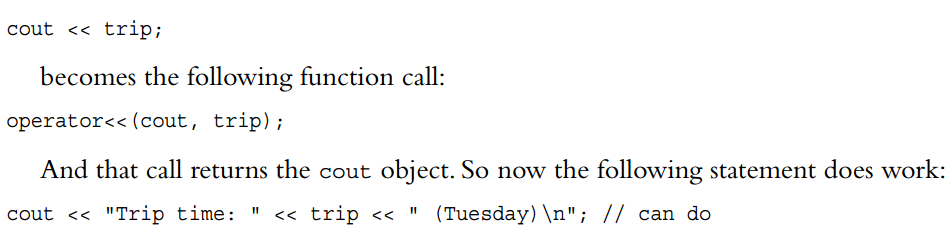 cout << trip;
becomes the following function call:
operator<<(cout, trip);
And that call returns the cout object. So now the following statement does work:
cout << "Trip time: " << trip << " (Tuesday)\n"; // can do